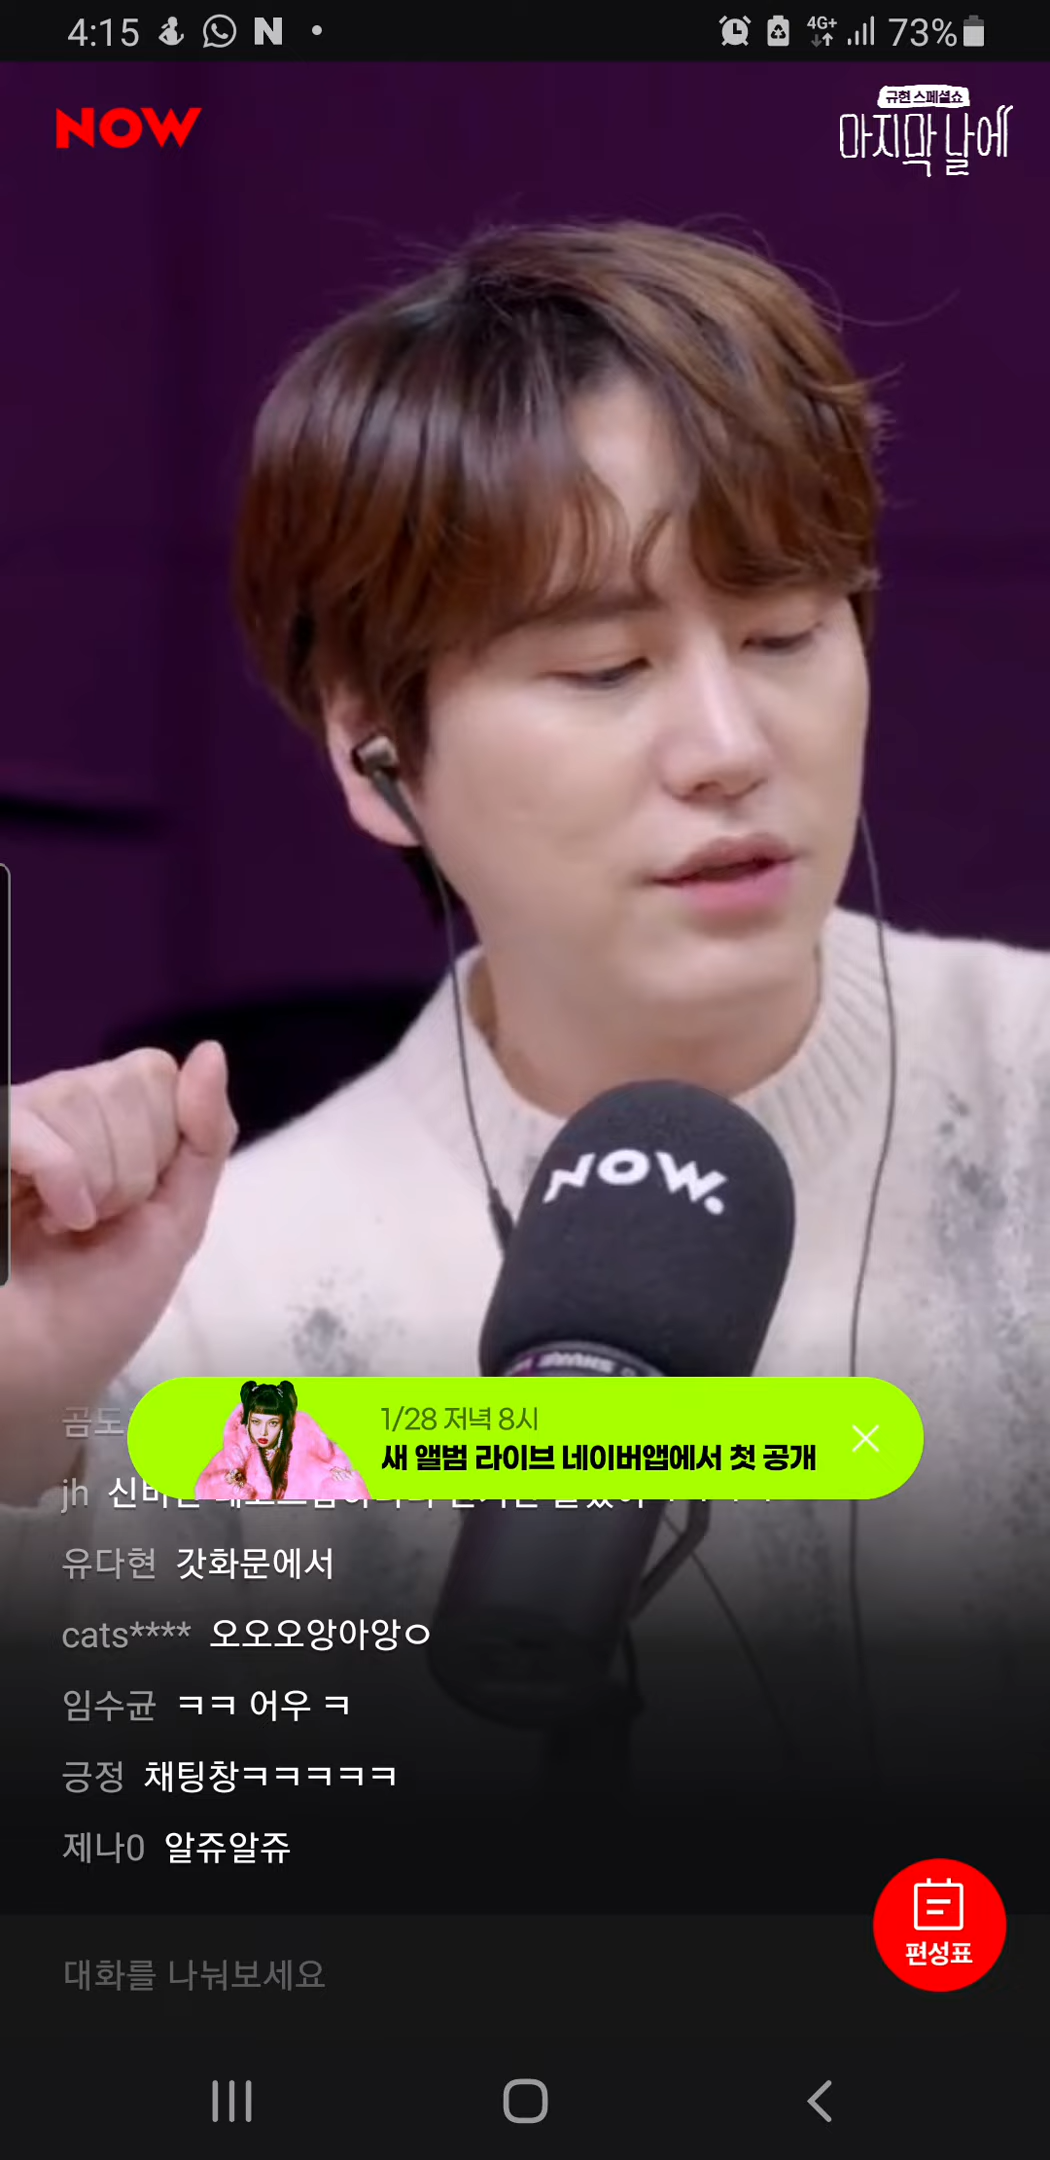 4:15
4G+
73%
NOW
규현 스페셜쇼
마지막 날에
NOW.
1/28 저녁 8시
새 앨범 라이브 네이버앱에서 첫 공개
곰도
jh
유다현 갓화문에서
cats**** 오오오앙아앙ㅇ
임수균 ㅋㅋ 어우 ㅋ
긍정 채팅창ㅋㅋㅋㅋㅋ
제나0 알쥬알쥬
편성표
대화를 나눠보세요